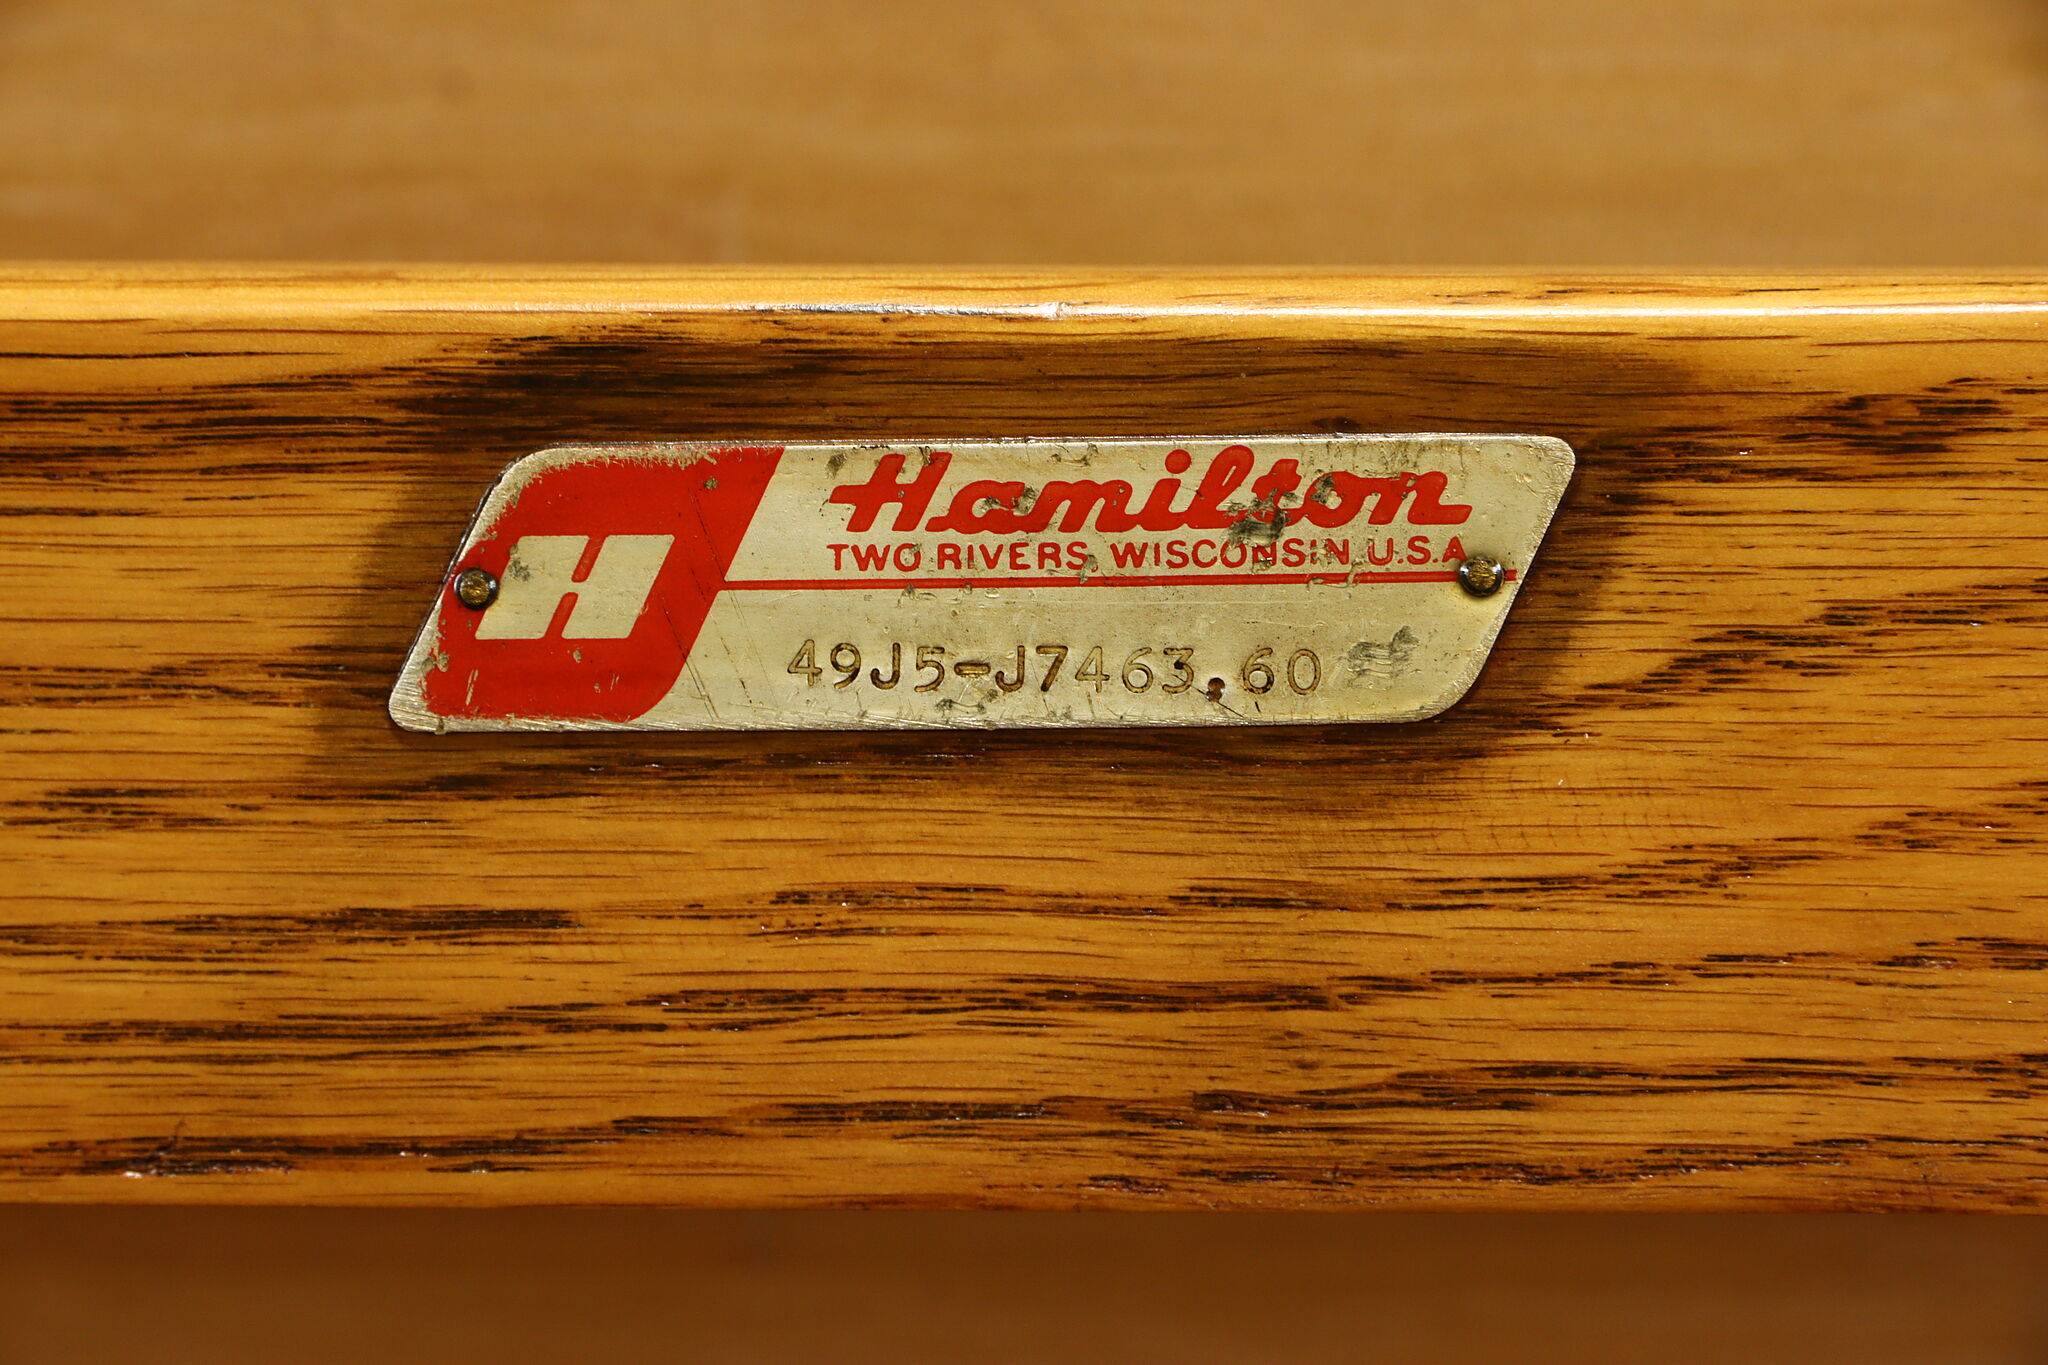 H
Hamilton
TWO RIVERS, WISCONSIN U.S.A
49J5-J7463.60